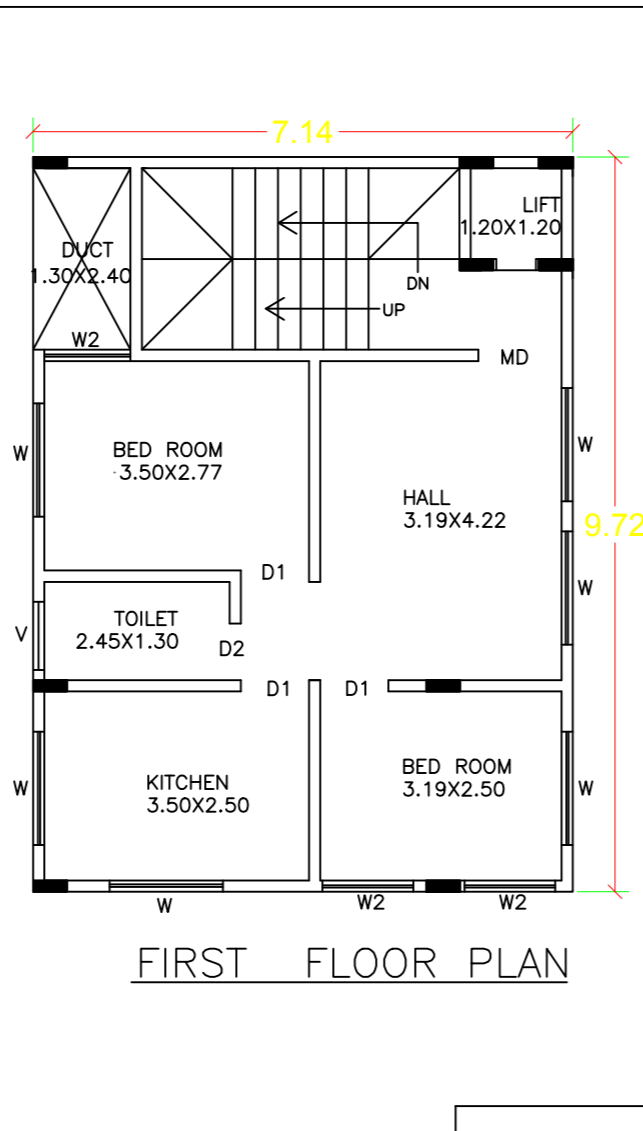 7.14
LIFT
1.20X1.20
DUCT
1.30X2.40
DN
UP
W2
MD
W
BED ROOM
3.50X2.77
W
HALL
3.19X4.22
9.72
D1
W
TOILET
2.45X1.30
V
D2
D1
D1
BED ROOM
3.19X2.50
KITCHEN
3.50X2.50
W
W
W
W2
W2
FIRST FLOOR PLAN